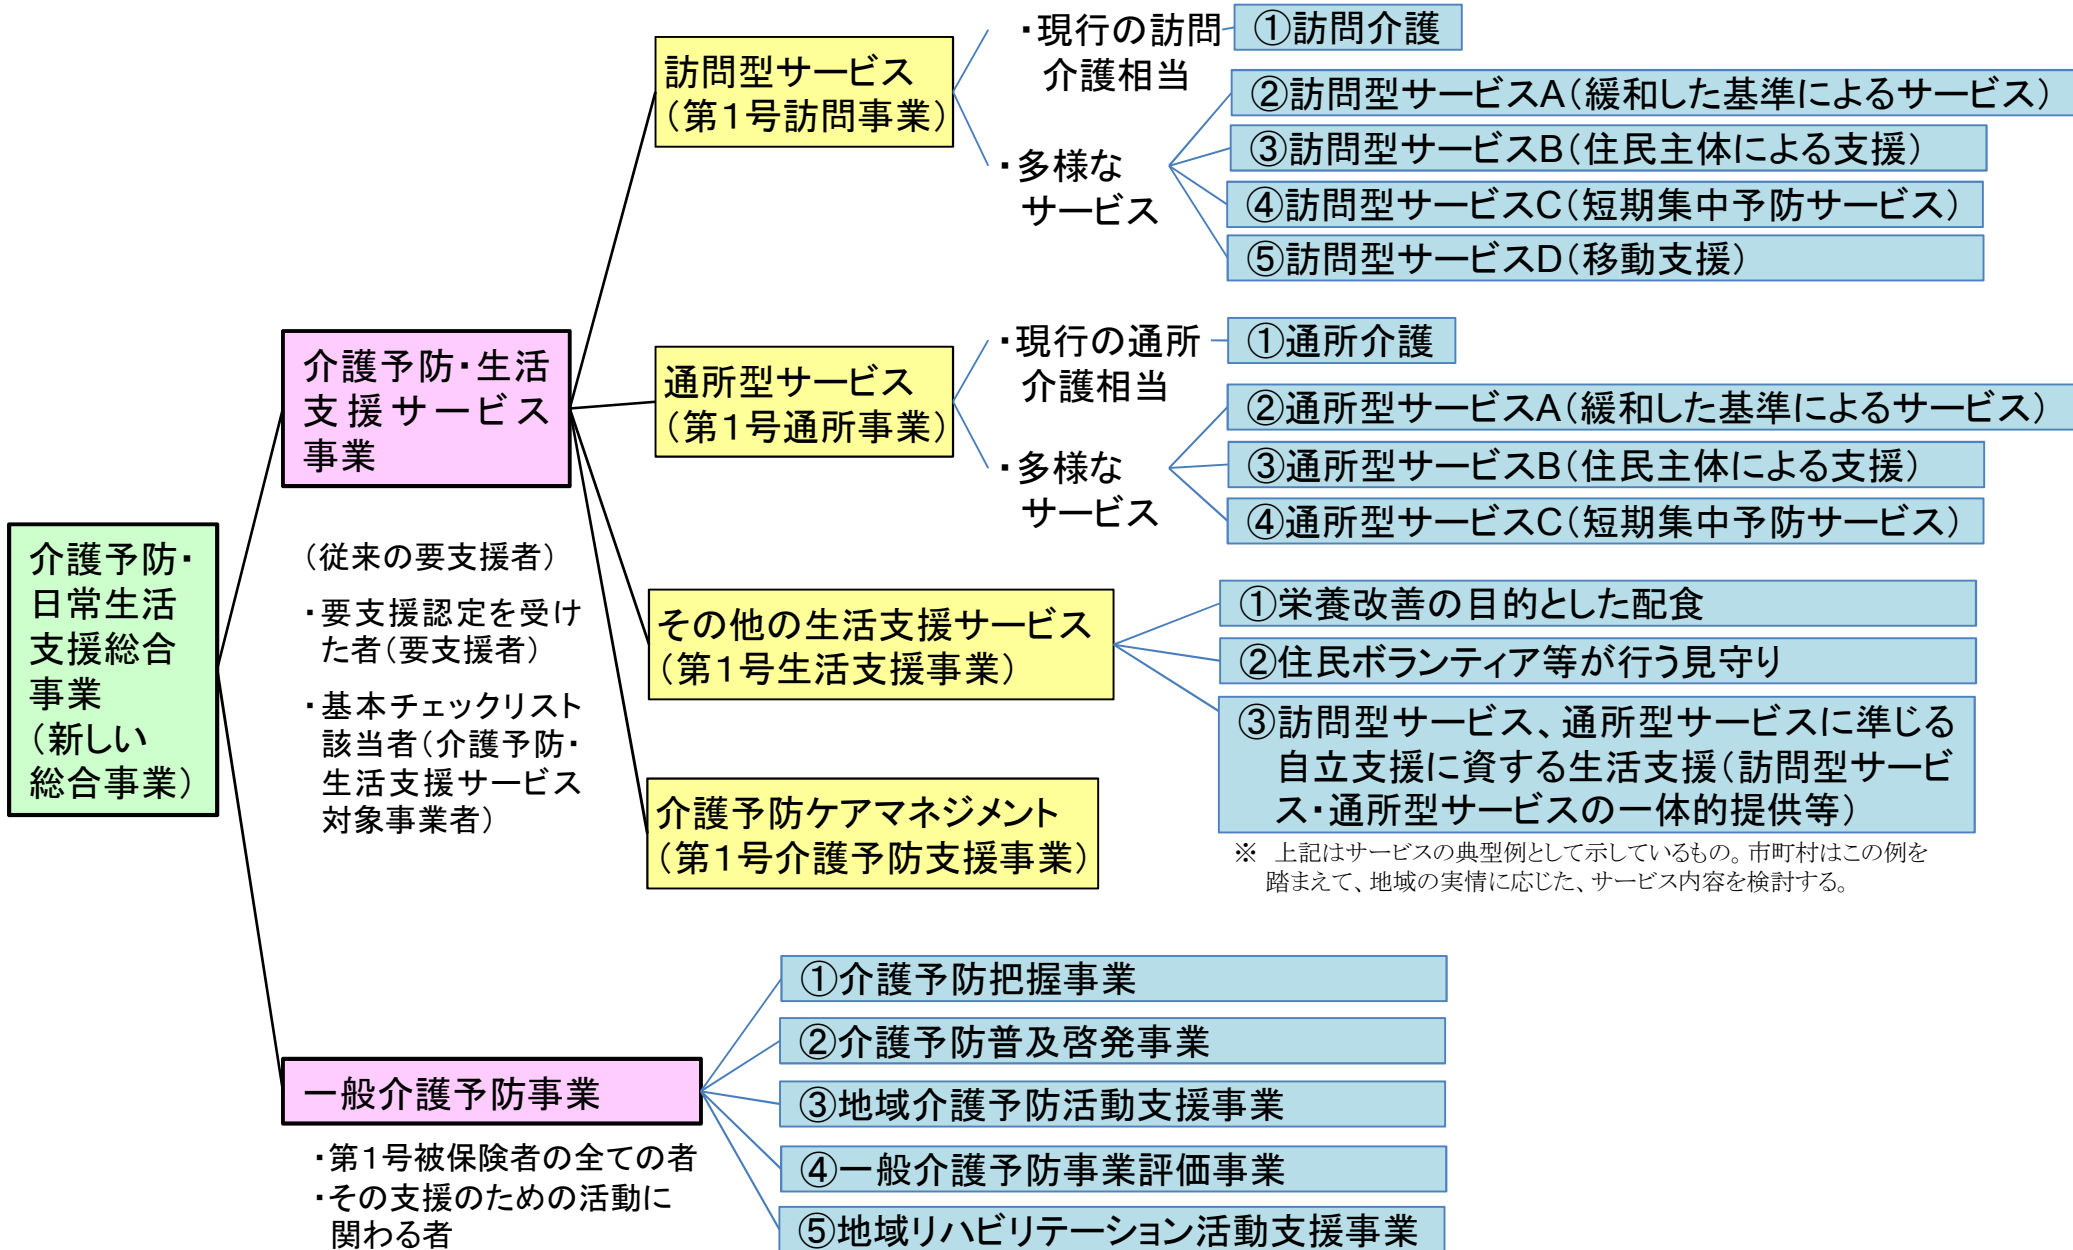 介護予防・
日常生活
支援総合
事業
（新しい
総合事業）
介護予防・生活
支援サービス
事業
（従来の要支援者）
・要支援認定を受け
た者（要支援者）
・基本チェックリスト
該当者（介護予防・
生活支援サービス
対象事業者）
訪問型サービス
（第１号訪問事業）
・現行の訪問
介護相当
①訪問介護
・多様な
サービス
②訪問型サービスA（緩和した基準によるサービス）
③訪問型サービスB（住民主体による支援）
④訪問型サービスC（短期集中予防サービス）
⑤訪問型サービスD（移動支援）
通所型サービス
（第１号通所事業）
・現行の通所
介護相当
①通所介護
・多様な
サービス
②通所型サービスA（緩和した基準によるサービス）
③通所型サービスB（住民主体による支援）
④通所型サービスC（短期集中予防サービス）
その他の生活支援サービス
（第１号生活支援事業）
①栄養改善の目的とした配食
②住民ボランティア等が行う見守り
③訪問型サービス、通所型サービスに準じる
自立支援に資する生活支援（訪問型サービ
ス・通所型サービスの一体的提供等）
※　上記はサービスの典型例として示しているもの。市町村はこの例を
踏まえて、地域の実情に応じた、サービス内容を検討する。
介護予防ケアマネジメント
（第１号介護予防支援事業）
一般介護予防事業
・第１号被保険者の全ての者
・その支援のための活動に
関わる者
①介護予防把握事業
②介護予防普及啓発事業
③地域介護予防活動支援事業
④一般介護予防事業評価事業
⑤地域リハビリテーション活動支援事業